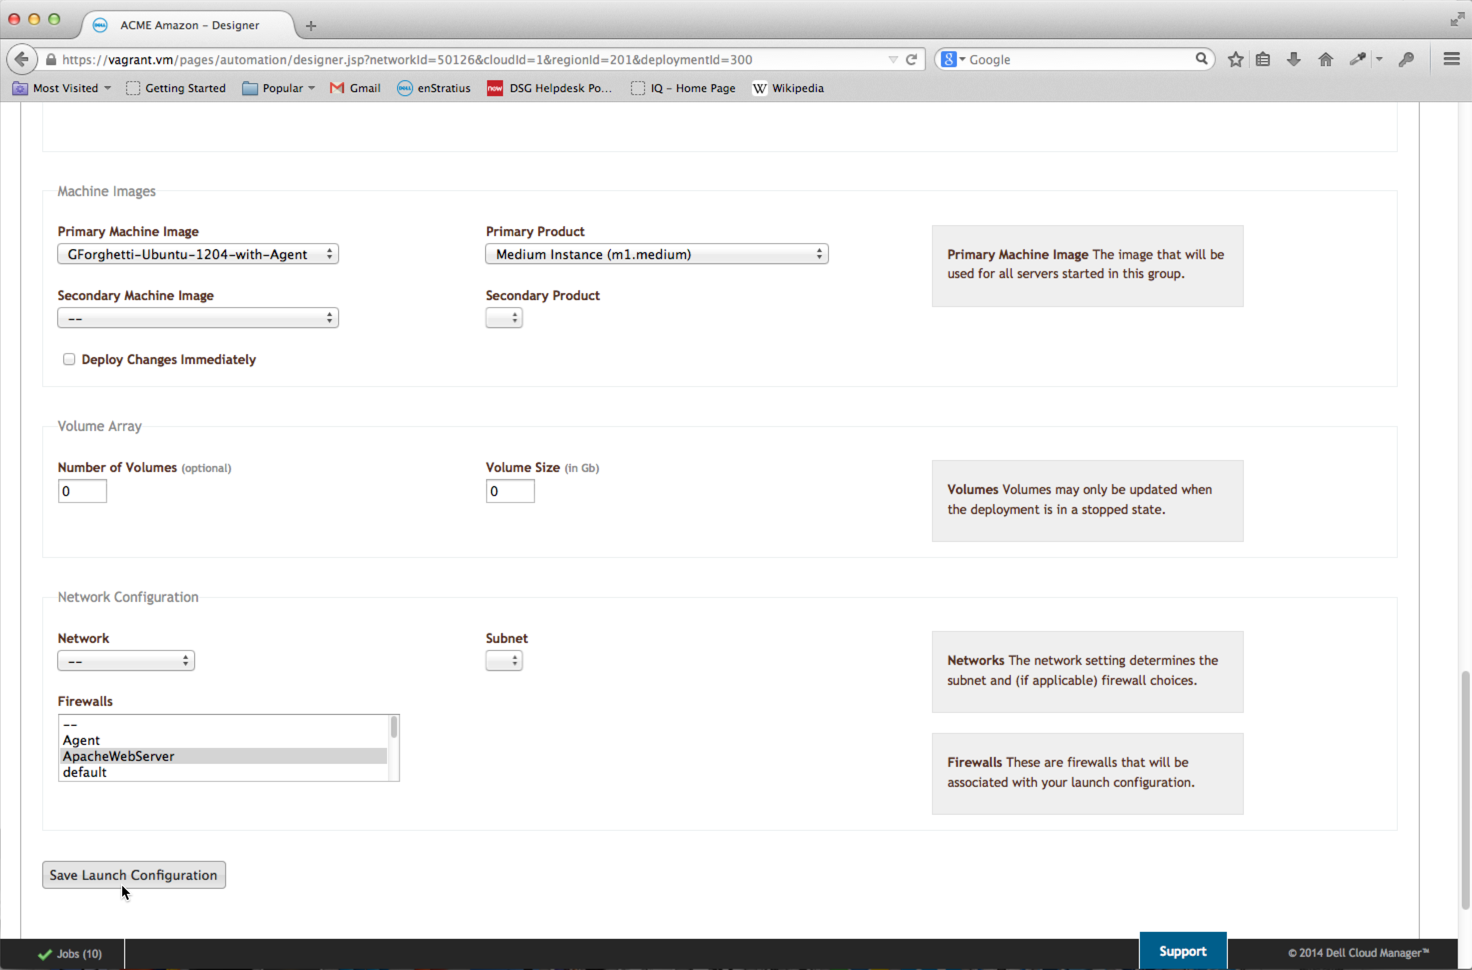 ACME Amazon – Designer
https://vagrant.vm/pages/automation/designer.jsp?networkId=50126&cloudId=1&regionId=201&deploymentId=300
Google
Most Visited
Getting Started
Popular
Gmail
enStratius
DSG Helpdesk Po...
IQ – Home Page
Wikipedia
Machine Images
Primary Machine Image
Primary Product
GForghetti-Ubuntu-1204-with-Agent
Medium Instance (m1.medium)
Primary Machine Image The image that will be
used for all servers started in this group.
Secondary Machine Image
Secondary Product
--
Deploy Changes Immediately
Volume Array
Number of Volumes (optional)
Volume Size (in Gb)
0
0
Volumes Volumes may only be updated when
the deployment is in a stopped state.
Network Configuration
Network
Subnet
--
Networks The network setting determines the
subnet and (if applicable) firewall choices.
Firewalls
--
Agent
ApacheWebServer
default
Firewalls These are firewalls that will be
associated with your launch configuration.
Save Launch Configuration
Jobs (10)
Support
© 2014 Dell Cloud Manager™